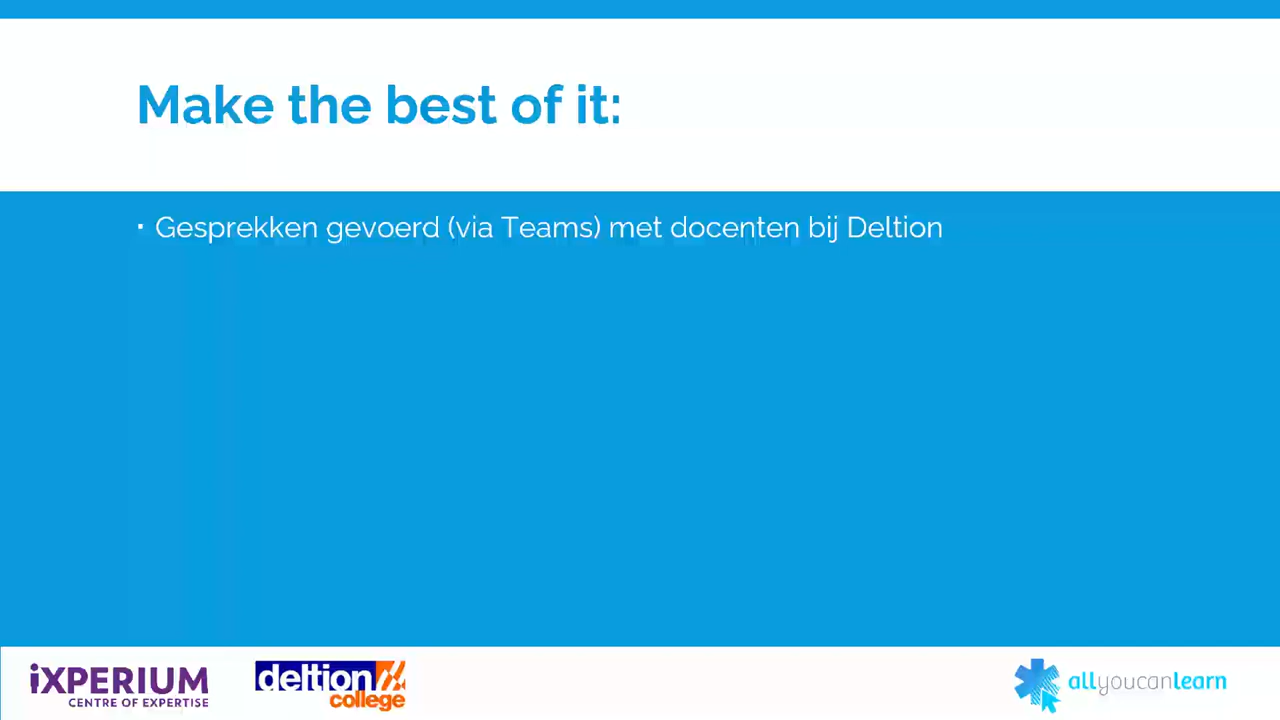 Make the best of it:
· Gesprekken gevoerd (via Teams) met docenten bij Deltion
iXPERIUM
CENTRE OF EXPERTISE
deltion
college
allyoucanlearn